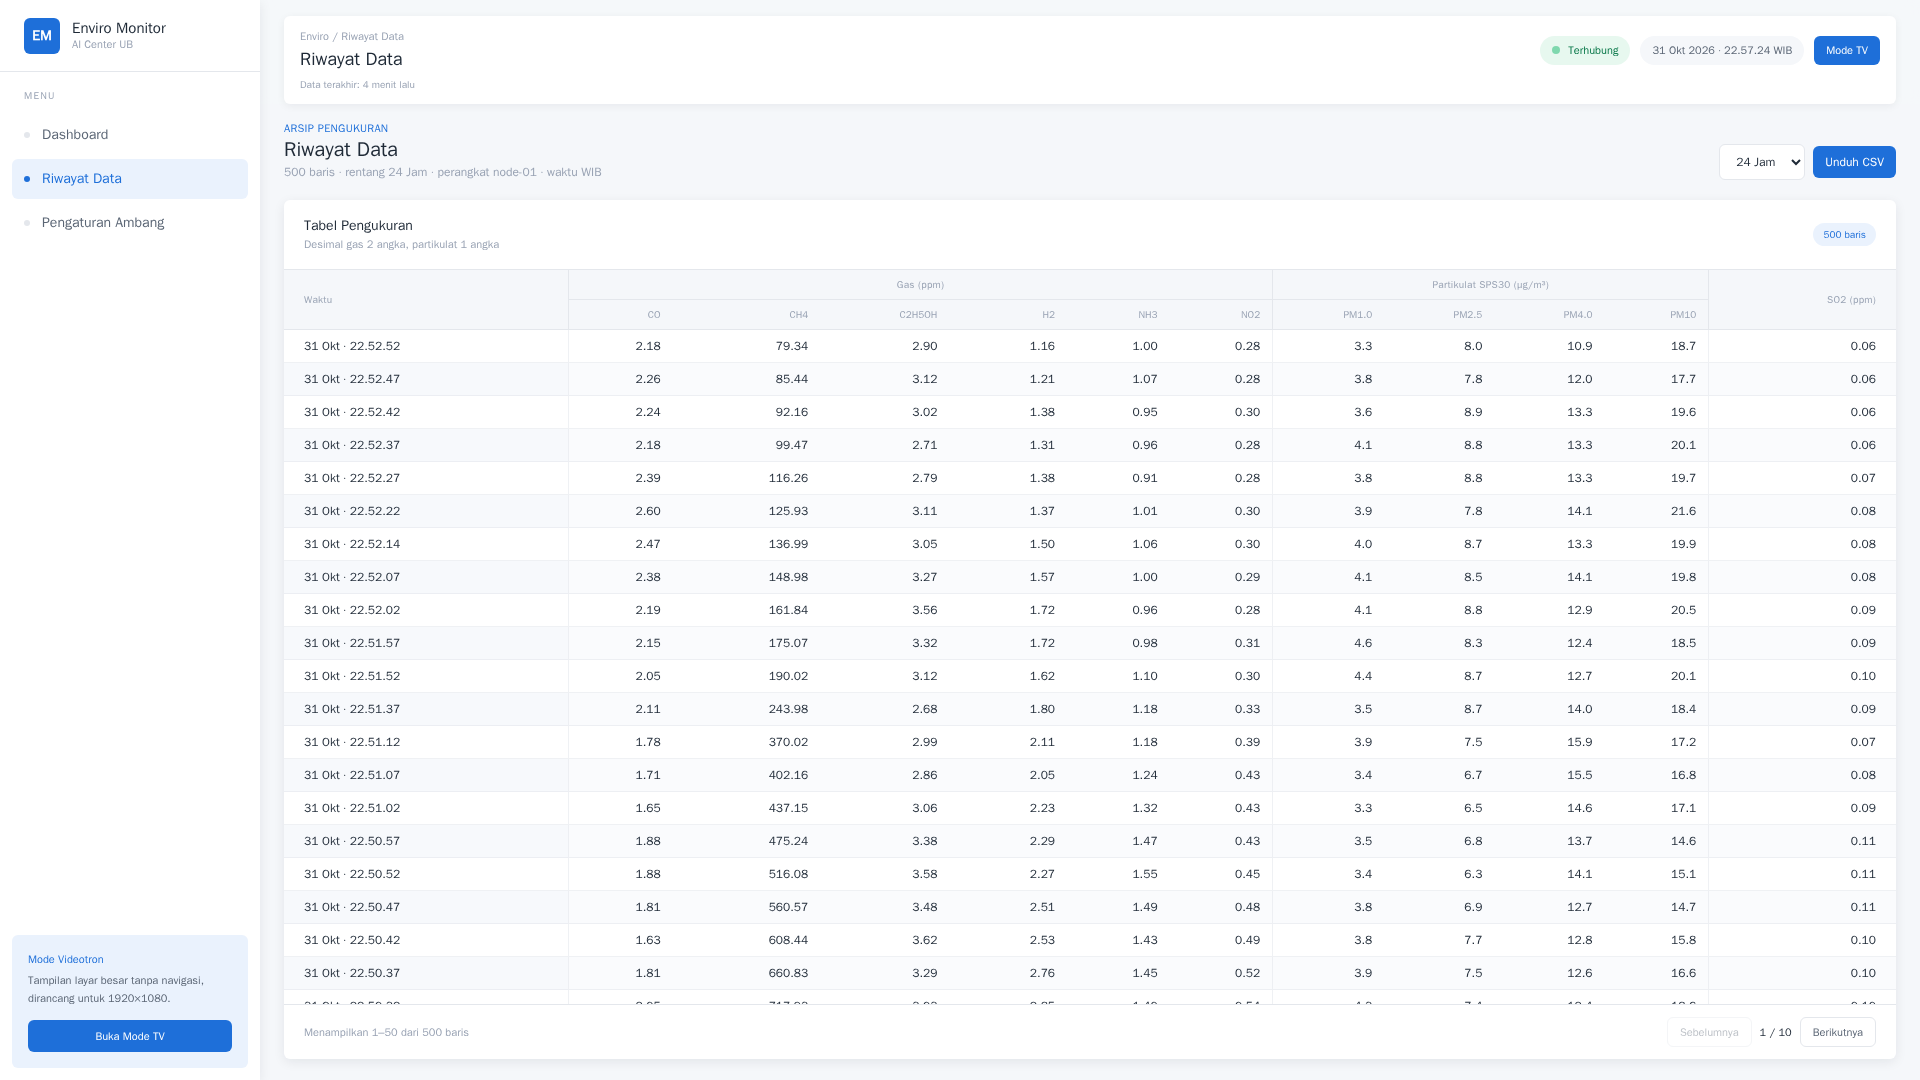 EM
Enviro Monitor
AI Center UB
MENU
Dashboard
Riwayat Data
Pengaturan Ambang
Mode Videotron
Tampilan layar besar tanpa navigasi,
dirancang untuk 1920×1080.
Buka Mode TV
Enviro / Riwayat Data
Riwayat Data
Data terakhir: 4 menit lalu
Terhubung
31 Okt 2026 · 22.57.24 WIB
Mode TV
ARSIP PENGUKURAN
Riwayat Data
500 baris · rentang 24 Jam · perangkat node-01 · waktu WIB
24 Jam
Unduh CSV
Tabel Pengukuran
Desimal gas 2 angka, partikulat 1 angka
500 baris
Waktu Gas (ppm) Partikulat SPS30 (µg/m³) SO2 (ppm)
CO CH4 C2H5OH H2 NH3 NO2 PM1.0 PM2.5 PM4.0 PM10
31 Okt · 22.52.52 2.18 79.34 2.90 1.16 1.00 0.28 3.3 8.0 10.9 18.7 0.06
31 Okt · 22.52.47 2.26 85.44 3.12 1.21 1.07 0.28 3.8 7.8 12.0 17.7 0.06
31 Okt · 22.52.42 2.24 92.16 3.02 1.38 0.95 0.30 3.6 8.9 13.3 19.6 0.06
31 Okt · 22.52.37 2.18 99.47 2.71 1.31 0.96 0.28 4.1 8.8 13.3 20.1 0.06
31 Okt · 22.52.27 2.39 116.26 2.79 1.38 0.91 0.28 3.8 8.8 13.3 19.7 0.07
31 Okt · 22.52.22 2.60 125.93 3.11 1.37 1.01 0.30 3.9 7.8 14.1 21.6 0.08
31 Okt · 22.52.14 2.47 136.99 3.05 1.50 1.06 0.30 4.0 8.7 13.3 19.9 0.08
31 Okt · 22.52.07 2.38 148.98 3.27 1.57 1.00 0.29 4.1 8.5 14.1 19.8 0.08
31 Okt · 22.52.02 2.19 161.84 3.56 1.72 0.96 0.28 4.1 8.8 12.9 20.5 0.09
31 Okt · 22.51.57 2.15 175.07 3.32 1.72 0.98 0.31 4.6 8.3 12.4 18.5 0.09
31 Okt · 22.51.52 2.05 190.02 3.12 1.62 1.10 0.30 4.4 8.7 12.7 20.1 0.10
31 Okt · 22.51.37 2.11 243.98 2.68 1.80 1.18 0.33 3.5 8.7 14.0 18.4 0.09
31 Okt · 22.51.12 1.78 370.02 2.99 2.11 1.18 0.39 3.9 7.5 15.9 17.2 0.07
31 Okt · 22.51.07 1.71 402.16 2.86 2.05 1.24 0.43 3.4 6.7 15.5 16.8 0.08
31 Okt · 22.51.02 1.65 437.15 3.06 2.23 1.32 0.43 3.3 6.5 14.6 17.1 0.09
31 Okt · 22.50.57 1.88 475.24 3.38 2.29 1.47 0.43 3.5 6.8 13.7 14.6 0.11
31 Okt · 22.50.52 1.88 516.08 3.58 2.27 1.55 0.45 3.4 6.3 14.1 15.1 0.11
31 Okt · 22.50.47 1.81 560.57 3.48 2.51 1.49 0.48 3.8 6.9 12.7 14.7 0.11
31 Okt · 22.50.42 1.63 608.44 3.62 2.53 1.43 0.49 3.8 7.7 12.8 15.8 0.10
31 Okt · 22.50.37 1.81 660.83 3.29 2.76 1.45 0.52 3.9 7.5 12.6 16.6 0.10
Menampilkan 1–50 dari 500 baris
Sebelumnya
1 / 10
Berikutnya